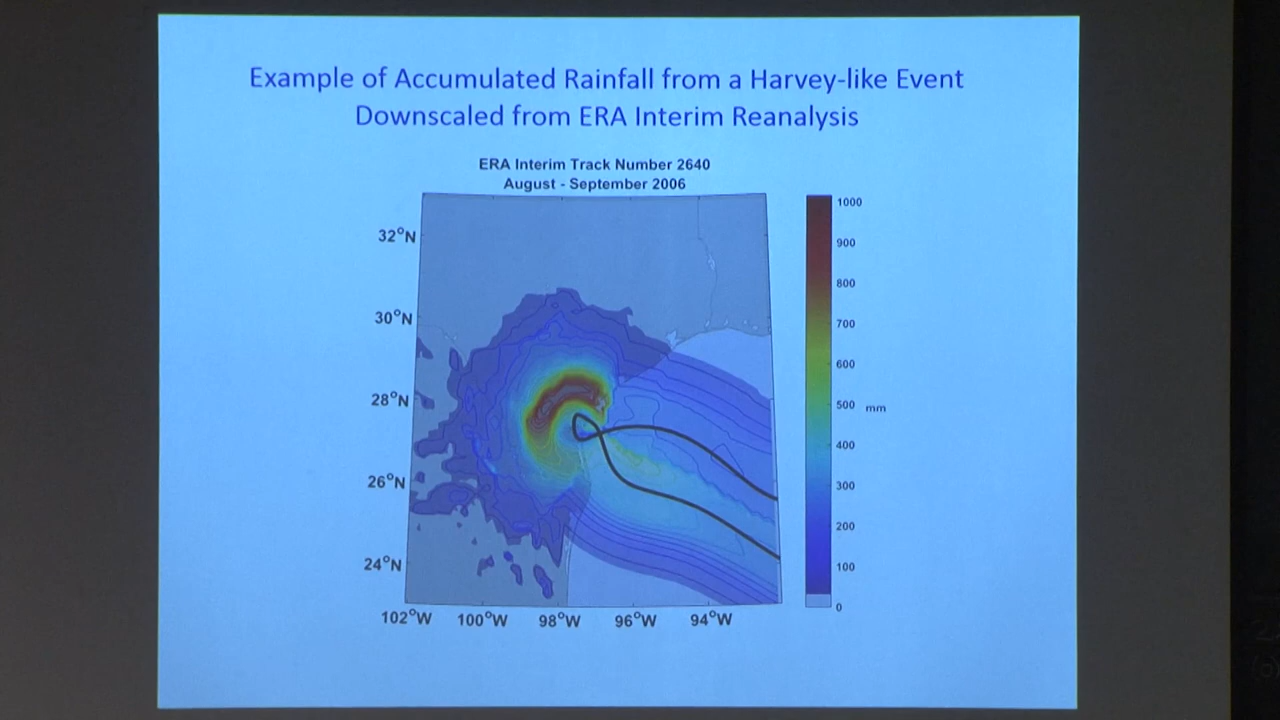 Example of Accumulated Rainfall from a Harvey-like Event
Downscaled from ERA Interim Reanalysis
ERA Interim Track Number 2640
August - September 2006
32°N
30°N
28°N
26°N
24°N
102°W 100°W 98°W 96°W 94°W
1000
900
800
700
600
500 mm
400
300
200
100
0